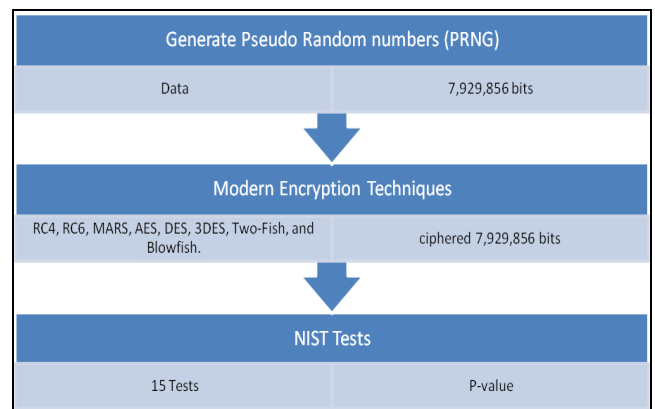 Generate Pseudo Random numbers (PRNG)
Data
7,929,856 bits
Modern Encryption Techniques
RC4, RC6, MARS, AES, DES, 3DES, Two-Fish, and
Blowfish.
ciphered 7,929,856 bits
NIST Tests
15 Tests
P-value